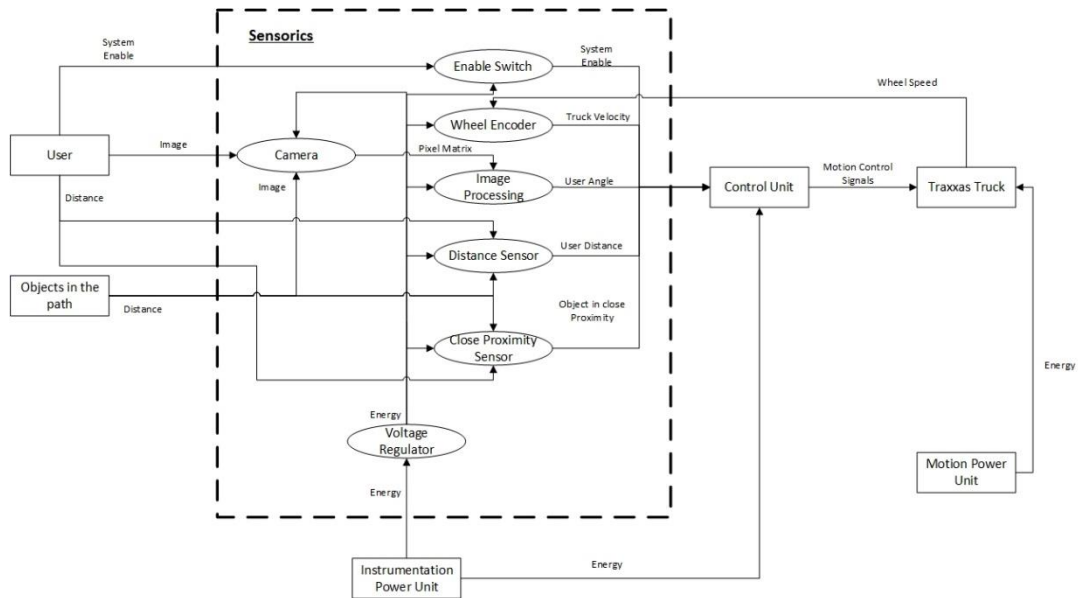 Sensorics
System
Enable
Enable Switch
System
Enable
Wheel Speed
Wheel Encoder
Truck Velocity
User
Image
Camera
Pixel Matrix
Image
Image
Processing
User Angle
Control Unit
Motion Control
Signals
Traxxas Truck
Distance
Distance Sensor
User Distance
Objects in the
path
Distance
Object in close
Proximity
Close Proximity
Sensor
Energy
Energy
Voltage
Regulator
Motion Power
Unit
Energy
Instrumentation
Power Unit
Energy